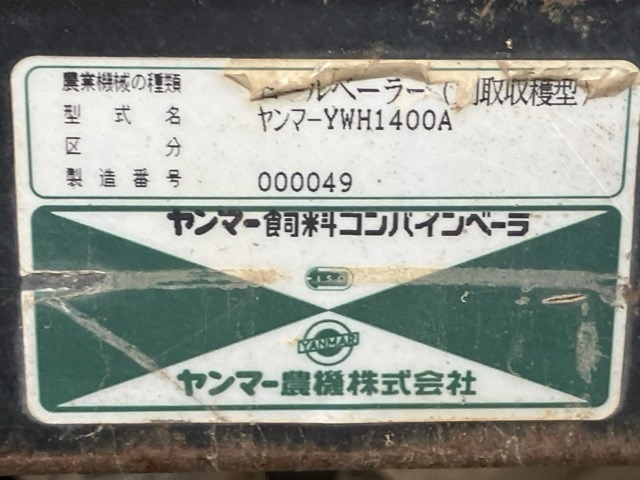 農業機械の種類 ロールベーラー(刈取収穫型)
型式名 ヤンマーYWH1400A
区分
製造番号 000049
ヤンマー飼料コンバインベーラ
YANMAR
ヤンマー農機株式会社